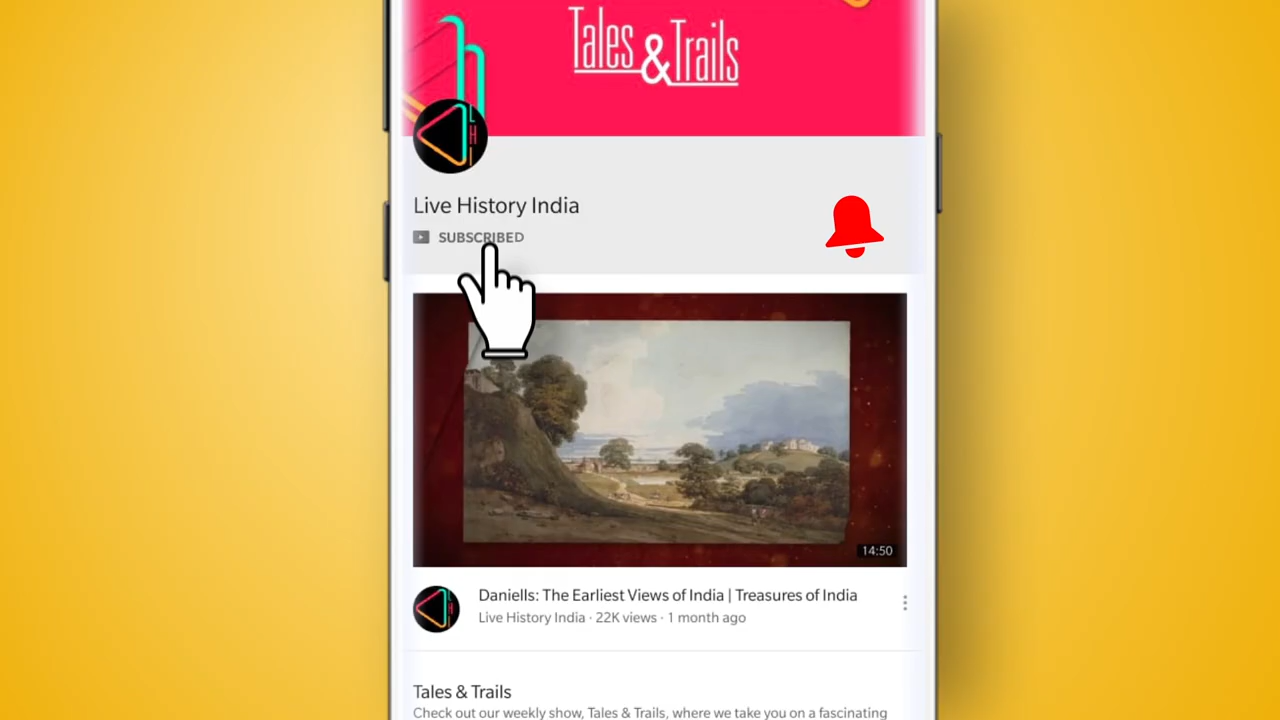 Tales & Trails
LHI
Live History India
SUBSCRIBED
14:50
Daniells: The Earliest Views of India | Treasures of India
LHI
Live History India · 22K views · 1 month ago
Tales & Trails
Check out our weekly show, Tales & Trails, where we take you on a fascinating